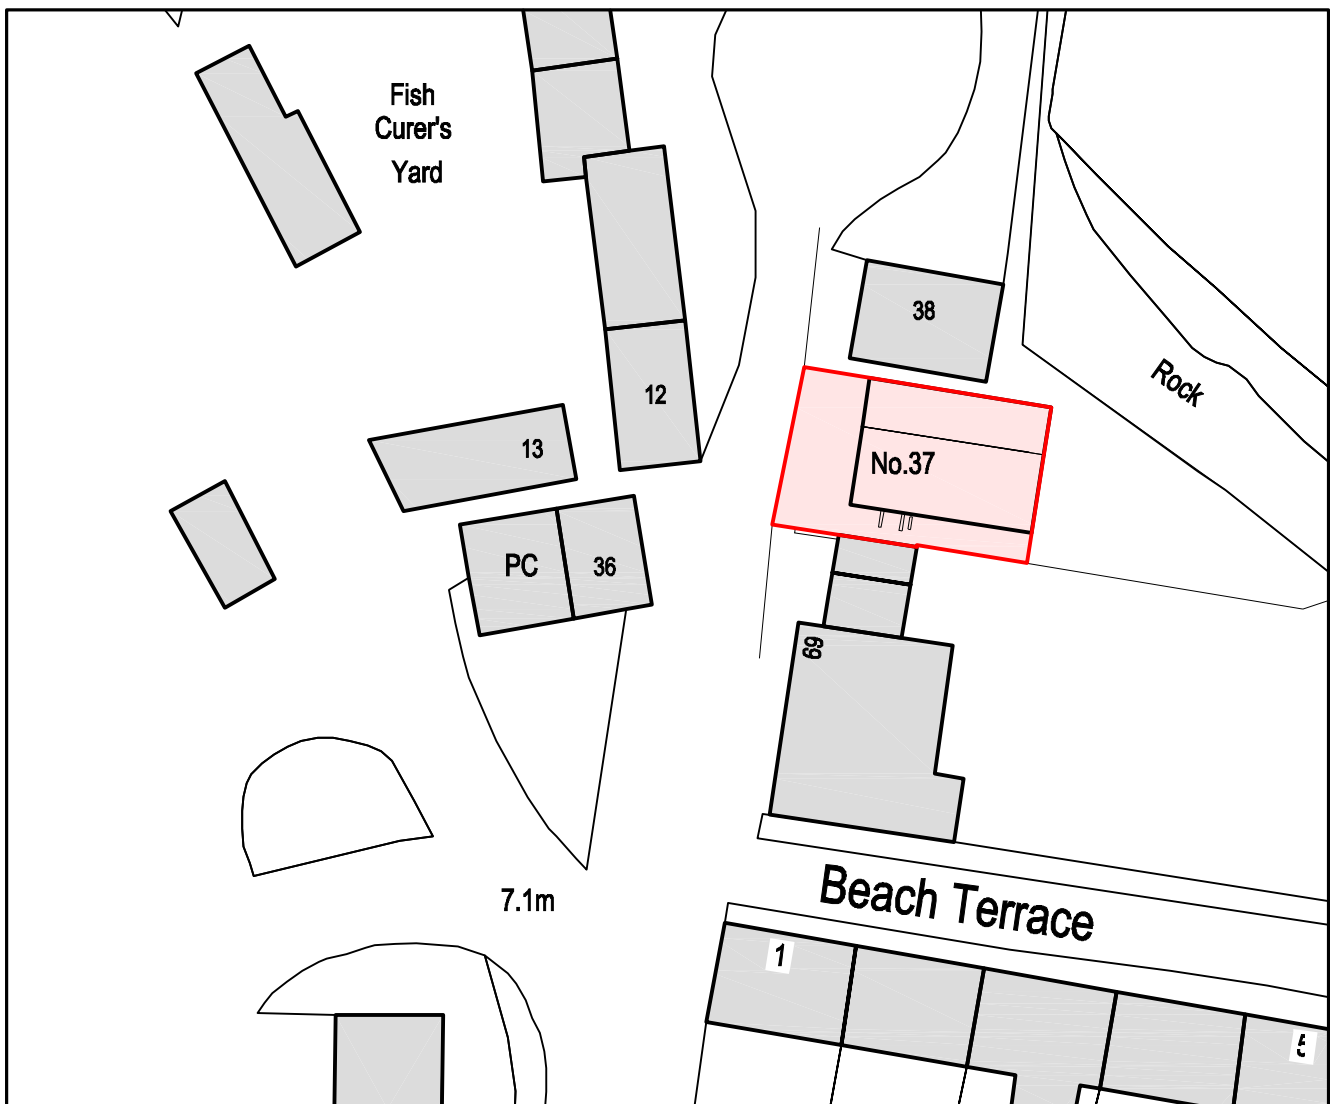 Fish
Curer's
Yard
38
Rock
12
13
No.37
PC
36
69
7.1m
Beach Terrace
1
5